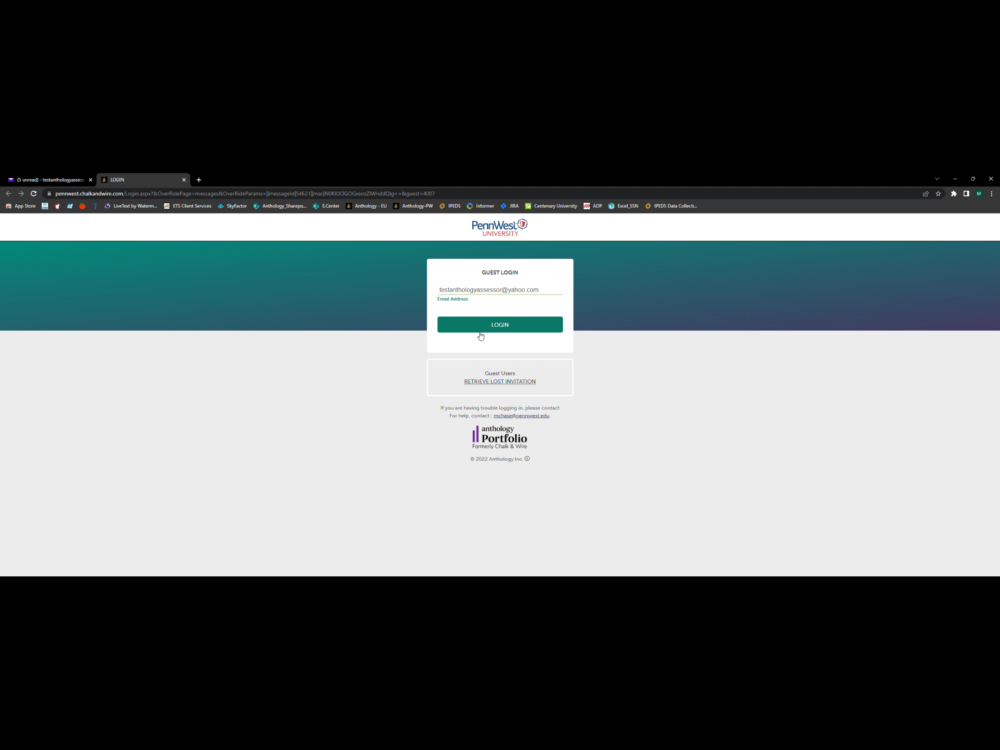 (5 unread) - testanthologyassess
LOGIN
pennwest.chalkandwire.com/Login.aspx?&OverRidePage=messages&OverRideParams=||messageId|54621||mac|N0KKX3GOGxsozZIWnddQlg==&guest=4007
M
App Store
SXM
sd
LiveText by Waterm...
ETS Client Services
SkyFactor
Anthology_Sharepo...
E.Center
Anthology - EU
Anthology-PW
IPEDS
Informer
JIRA
Centenary University
ADP
Excel_SSN
IPEDS Data Collecti...
PennWest
UNIVERSITY
GUEST LOGIN
testanthologyassessor@yahoo.com
Email Address
LOGIN
Guest Users
RETRIEVE LOST INVITATION
If you are having trouble logging in, please contact
For help, contact:: mchase@pennwest.edu.
anthology
Portfolio
Formerly Chalk & Wire
© 2022 Anthology Inc.